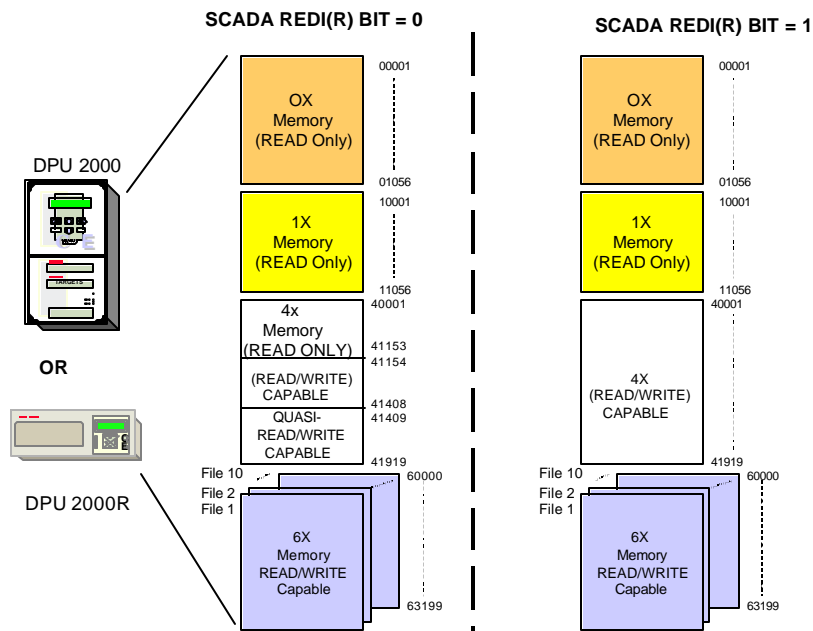 SCADA REDI(R) BIT = 0
00001
OX
Memory
(READ Only)
01056
10001
1X
Memory
(READ Only)
11056
40001
4x
Memory
(READ ONLY)
41153
41154
(READ/WRITE)
CAPABLE
41408
41409
QUASI-
READ/WRITE
CAPABLE
41919
File 10
60000
File 2
File 1
6X
Memory
READ/WRITE
Capable
63199
DPU 2000
TARGETS
OR
DPU 2000R
SCADA REDI(R) BIT = 1
00001
OX
Memory
(READ Only)
01056
10001
1X
Memory
(READ Only)
11056
40001
4X
(READ/WRITE)
CAPABLE
41919
File 10
60000
File 2
File 1
6X
Memory
READ/WRITE
Capable
63199